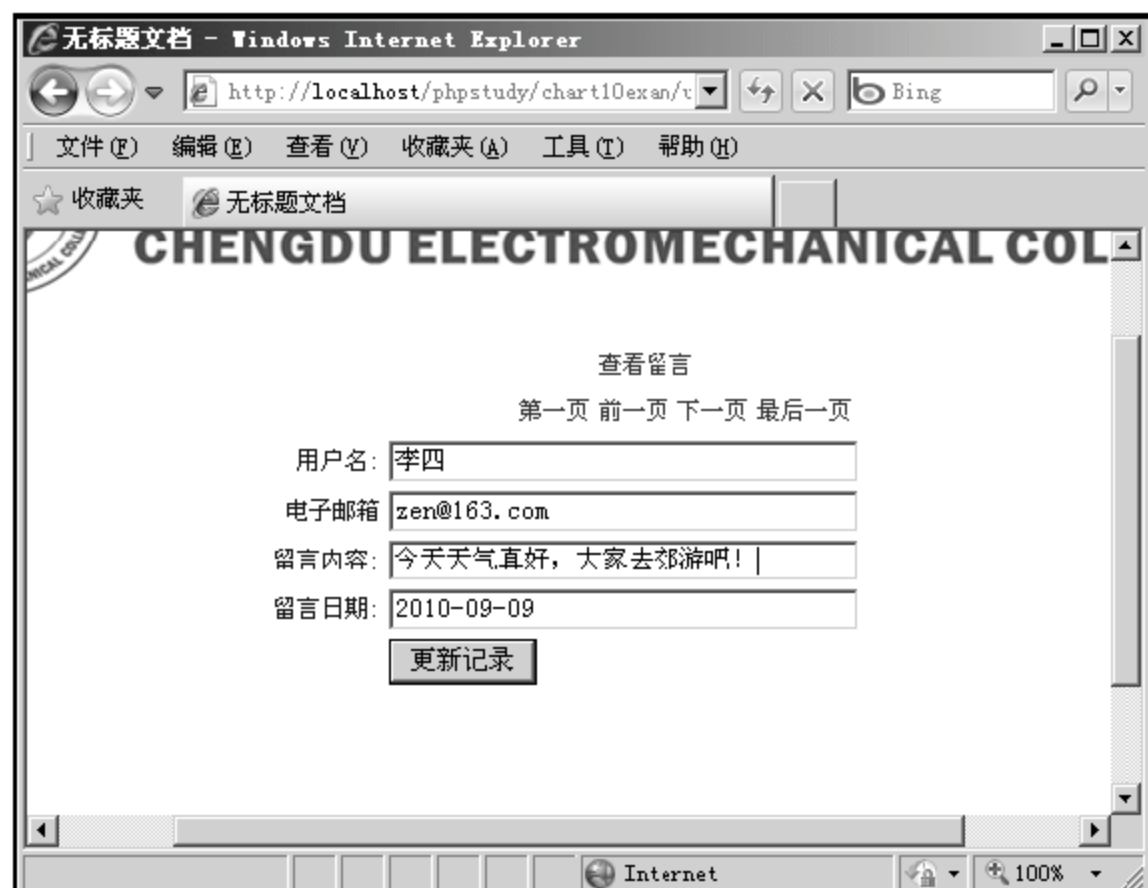 无标题文档 - Windows Internet Explorer
http://localhost/phpstudy/chart10exam/u
Bing
文件(F) 编辑(E) 查看(V) 收藏夹(A) 工具(T) 帮助(H)
收藏夹 无标题文档
CHENGDU ELECTROMECHANICAL COL
查看留言
第一页 前一页 下一页 最后一页
用户名: 李四
电子邮箱 zen@163.com
留言内容: 今天天气真好，大家去郊游吧！
留言日期: 2010-09-09
更新记录
Internet 100%